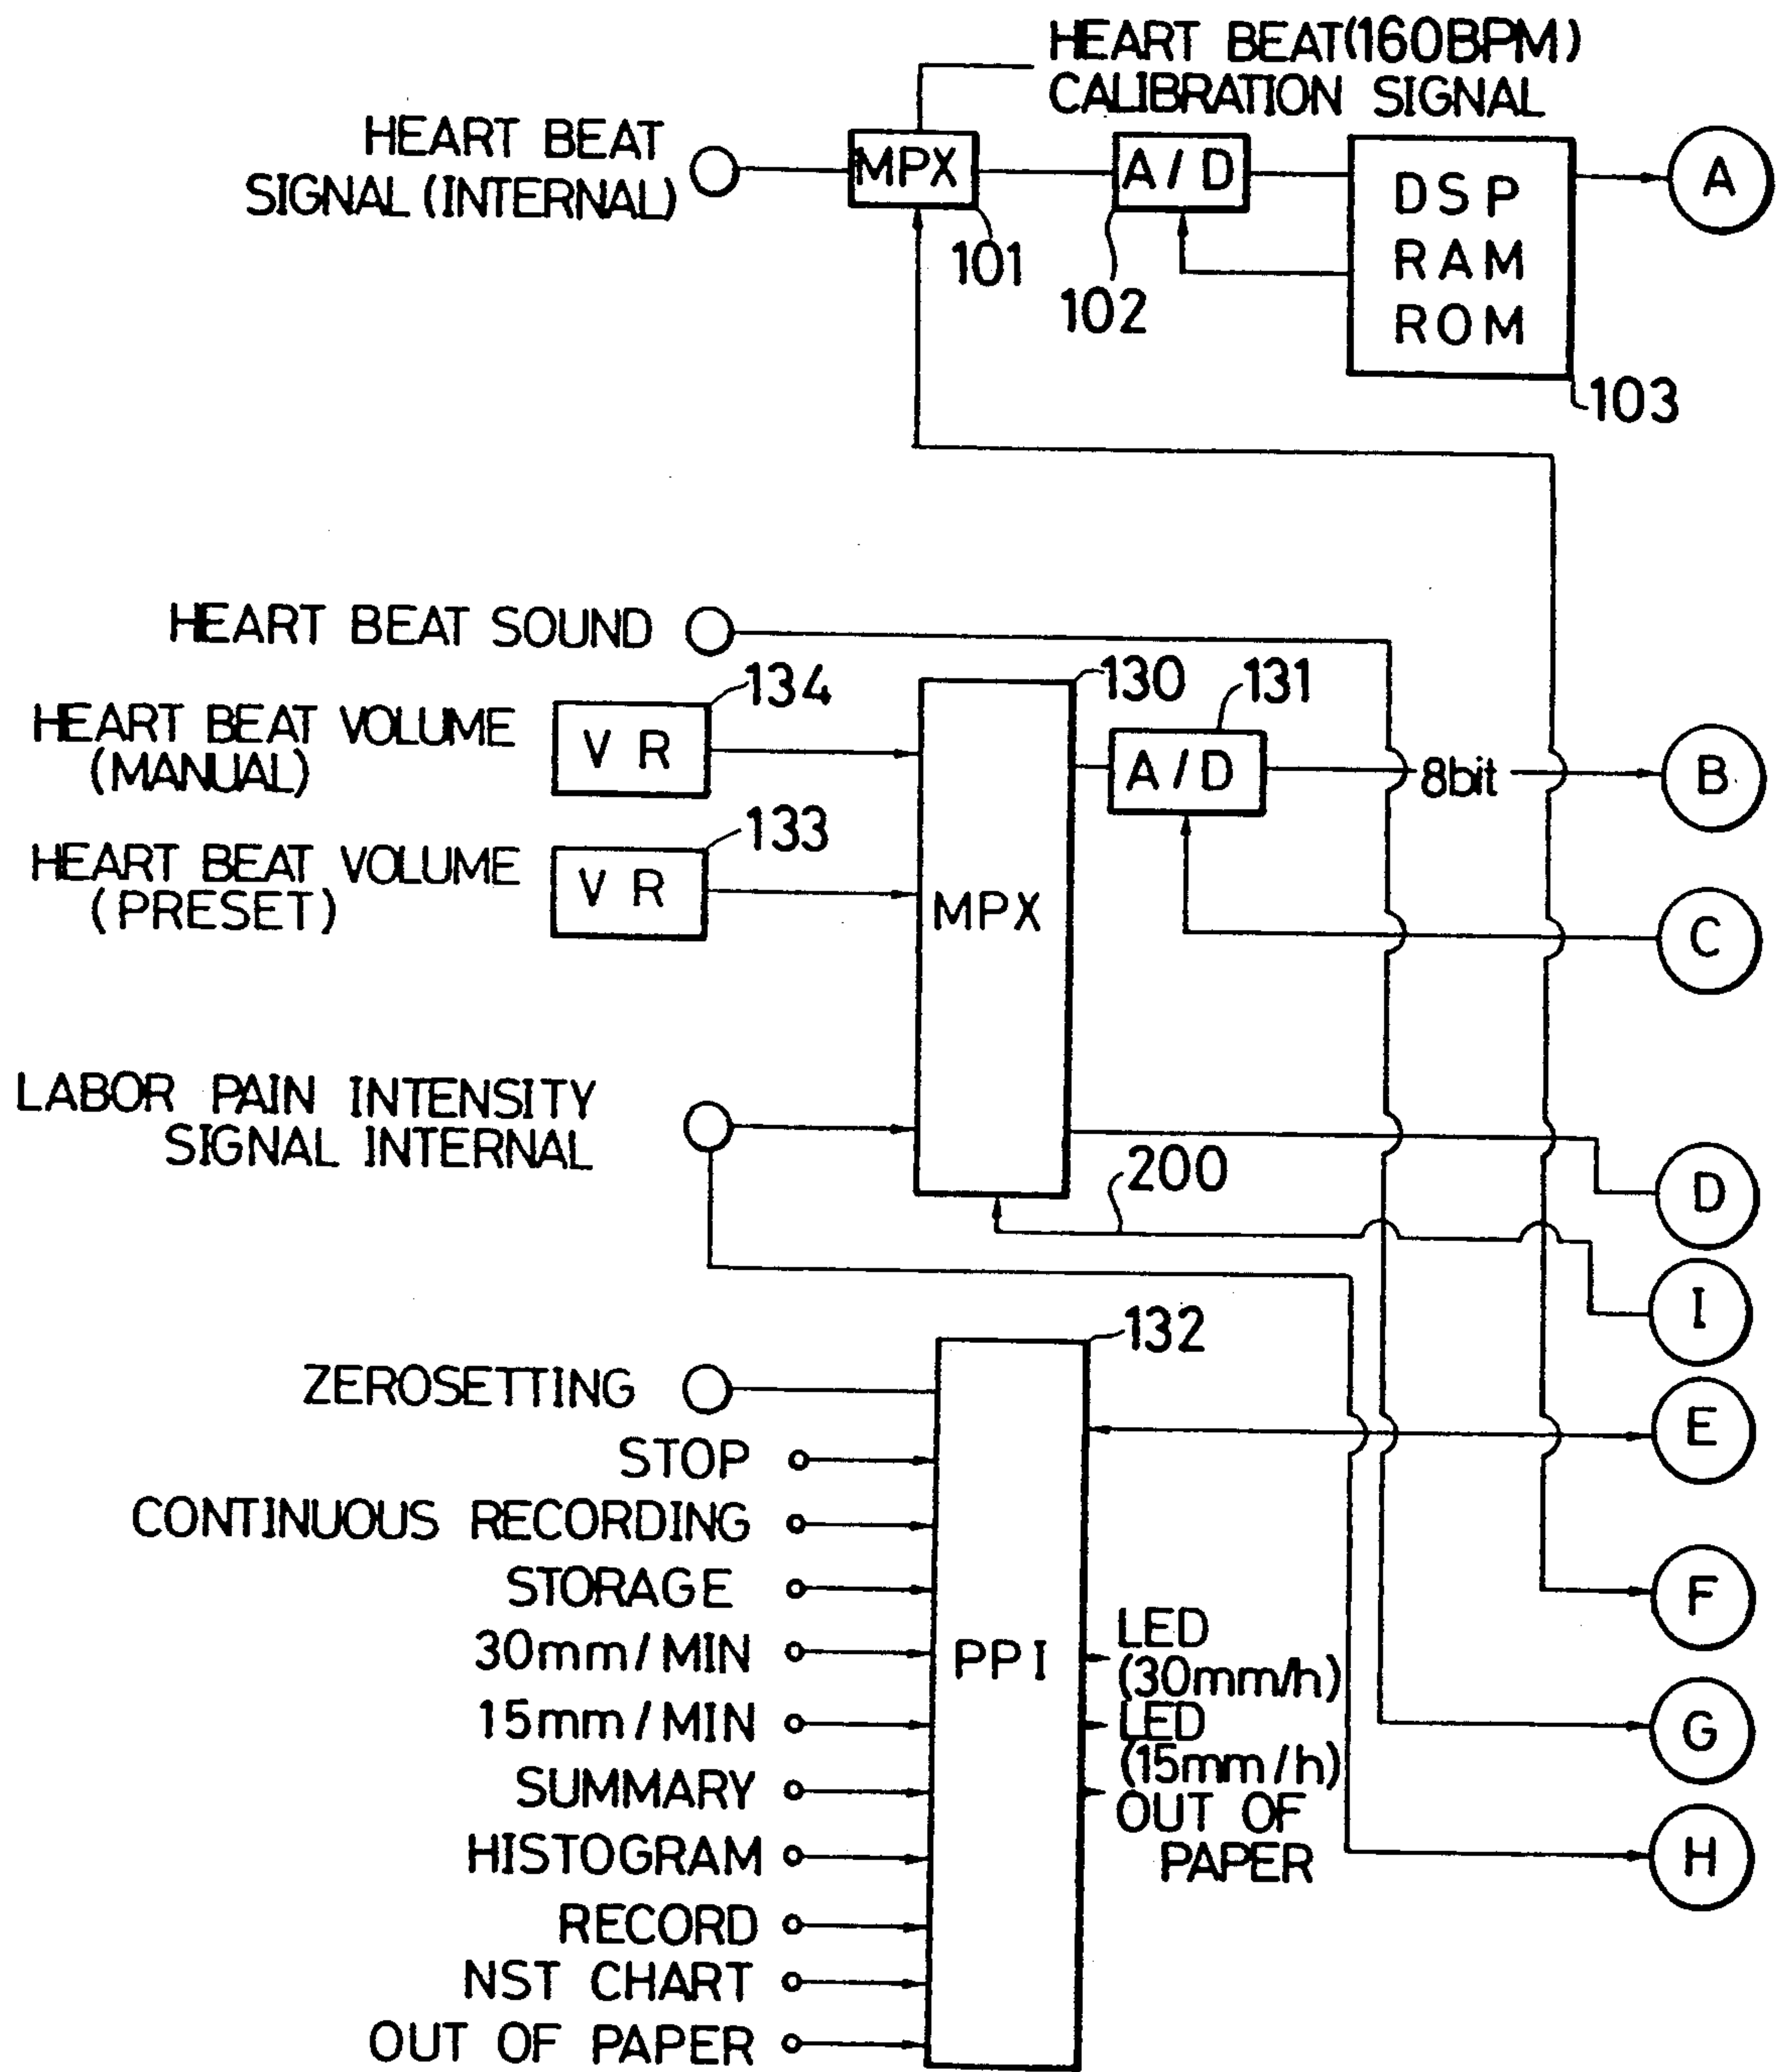 HEART BEAT(160BPM)
CALIBRATION SIGNAL
HEART BEAT
SIGNAL (INTERNAL)
MPX
A/D
DSP
RAM
ROM
A
101
102
103
HEART BEAT SOUND
134
130
131
HEART BEAT VOLUME
(MANUAL)
VR
A/D
8bit
B
133
HEART BEAT VOLUME
(PRESET)
VR
MPX
C
LABOR PAIN INTENSITY
SIGNAL INTERNAL
200
D
I
132
ZEROSETTING
E
STOP
CONTINUOUS RECORDING
STORAGE
F
30mm/MIN
PPI
LED
(30mm/h)
15mm/MIN
LED
(15mm/h)
G
SUMMARY
OUT OF
PAPER
HISTOGRAM
H
RECORD
NST CHART
OUT OF PAPER